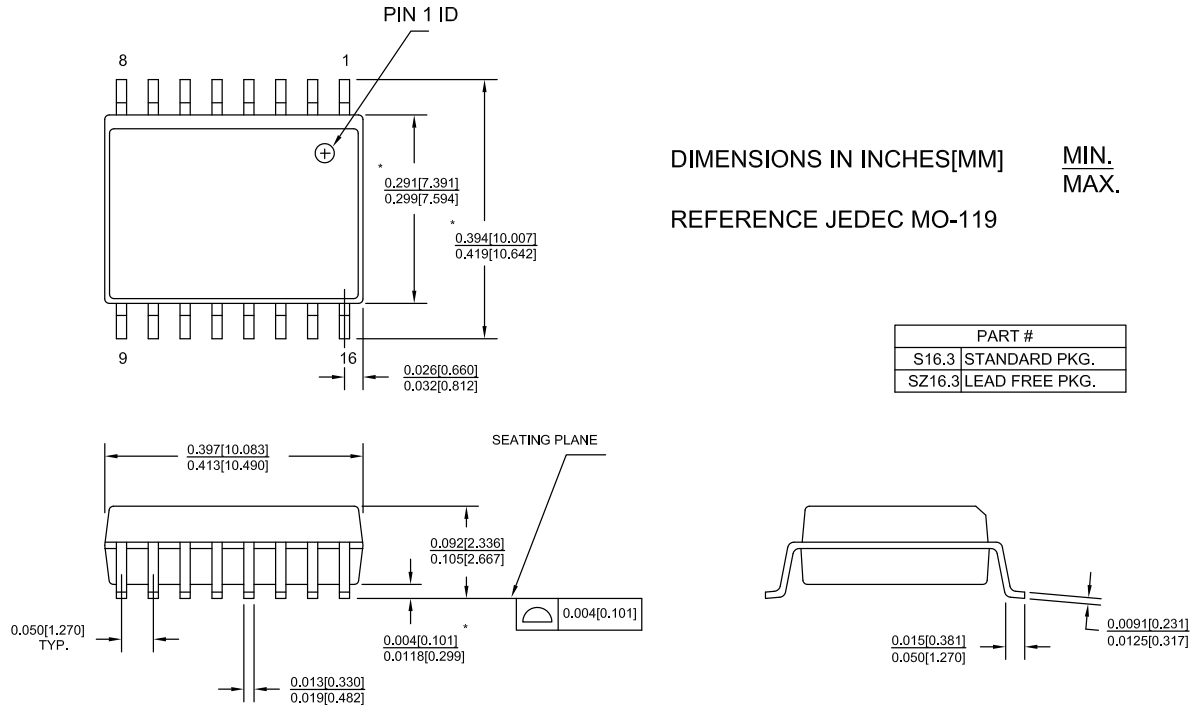 PIN 1 ID
8
1
*
0.291[7.391]
0.299[7.594]
*
0.394[10.007]
0.419[10.642]
9
16
0.026[0.660]
0.032[0.812]
DIMENSIONS IN INCHES[MM]
MIN.
MAX.
REFERENCE JEDEC MO-119
PART #
S16.3 STANDARD PKG.
SZ16.3 LEAD FREE PKG.
0.397[10.083]
0.413[10.490]
SEATING PLANE
0.092[2.336]
0.105[2.667]
0.004[0.101]
0.050[1.270]
TYP.
*
0.004[0.101]
0.0118[0.299]
0.013[0.330]
0.019[0.482]
0.015[0.381]
0.050[1.270]
0.0091[0.231]
0.0125[0.317]